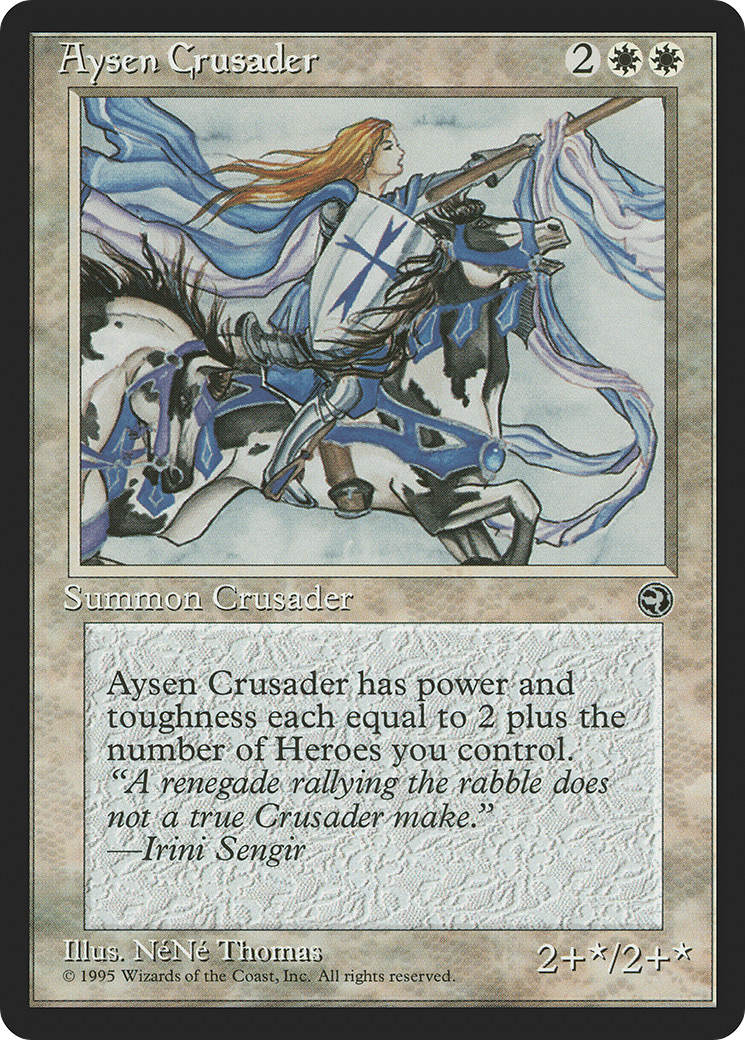 Aysen Crusader 2
Summon Crusader
Aysen Crusader has power and
toughness each equal to 2 plus the
number of Heroes you control.
“A renegade rallying the rabble does
not a true Crusader make.”
—Irini Sengir
Illus. NéNé Thomas
2+★/2+★
© 1995 Wizards of the Coast, Inc. All rights reserved.